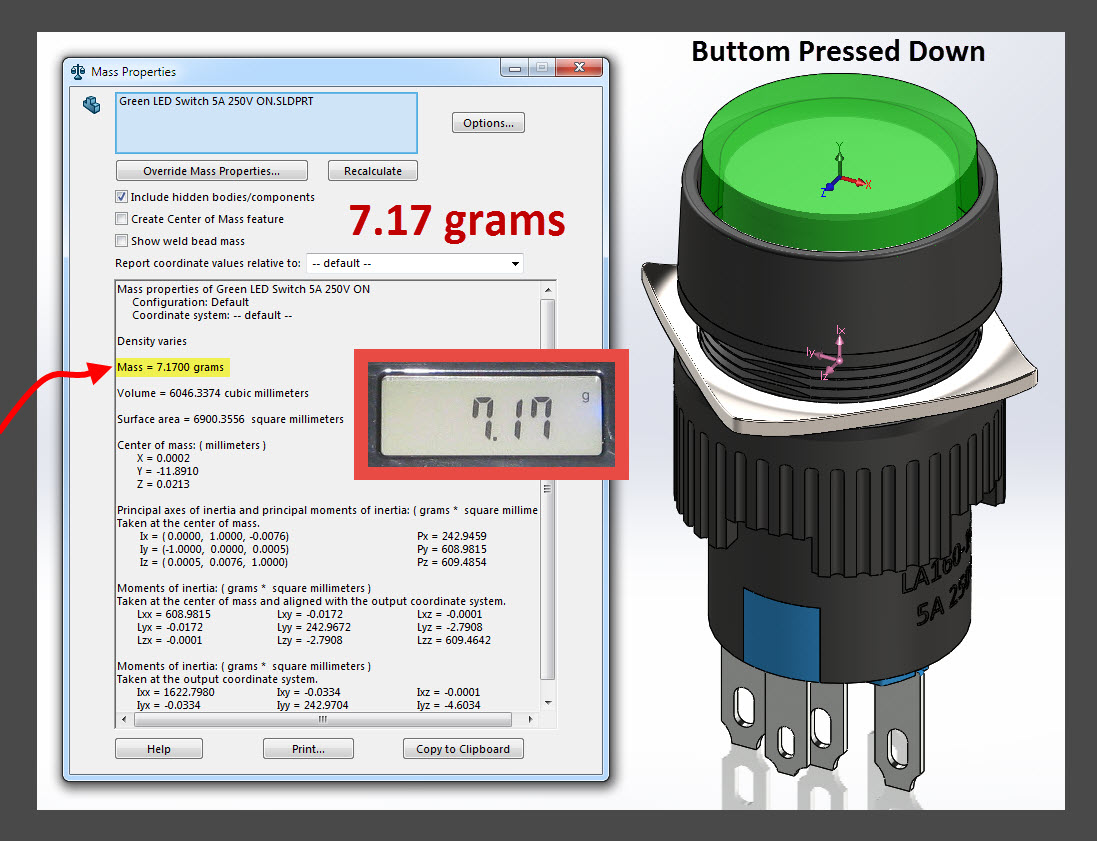 Buttom Pressed Down
Mass Properties
Green LED Switch 5A 250V ON.SLDPRT
Options...
Override Mass Properties...
Recalculate
Include hidden bodies/components
Create Center of Mass feature
Show weld bead mass
7.17 grams
Report coordinate values relative to: -- default --
Mass properties of Green LED Switch 5A 250V ON
Configuration: Default
Coordinate system: -- default --
Density varies
Mass = 7.1700 grams
Volume = 6046.3374 cubic millimeters
Surface area = 6900.3556 square millimeters
Center of mass: ( millimeters )
X = 0.0002
Y = -11.8910
Z = 0.0213
Principal axes of inertia and principal moments of inertia: ( grams * square millime
Taken at the center of mass.
Ix = ( 0.0000, 1.0000, -0.0076) Px = 242.9459
Iy = (-1.0000, 0.0000, 0.0005) Py = 608.9815
Iz = ( 0.0005, 0.0076, 1.0000) Pz = 609.4854
Moments of inertia: ( grams * square millimeters )
Taken at the center of mass and aligned with the output coordinate system.
Lxx = 608.9815 Lxy = -0.0172 Lxz = -0.0001
Lyx = -0.0172 Lyy = 242.9672 Lyz = -2.7908
Lzx = -0.0001 Lzy = -2.7908 Lzz = 609.4642
Moments of inertia: ( grams * square millimeters )
Taken at the output coordinate system.
Ixx = 1622.7980 Ixy = -0.0334 Ixz = -0.0001
Iyx = -0.0334 Iyy = 242.9704 Iyz = -4.6034
Help
Print...
Copy to Clipboard
7.17 g
Y
X
Z
Ix
Iy
Iz
5A